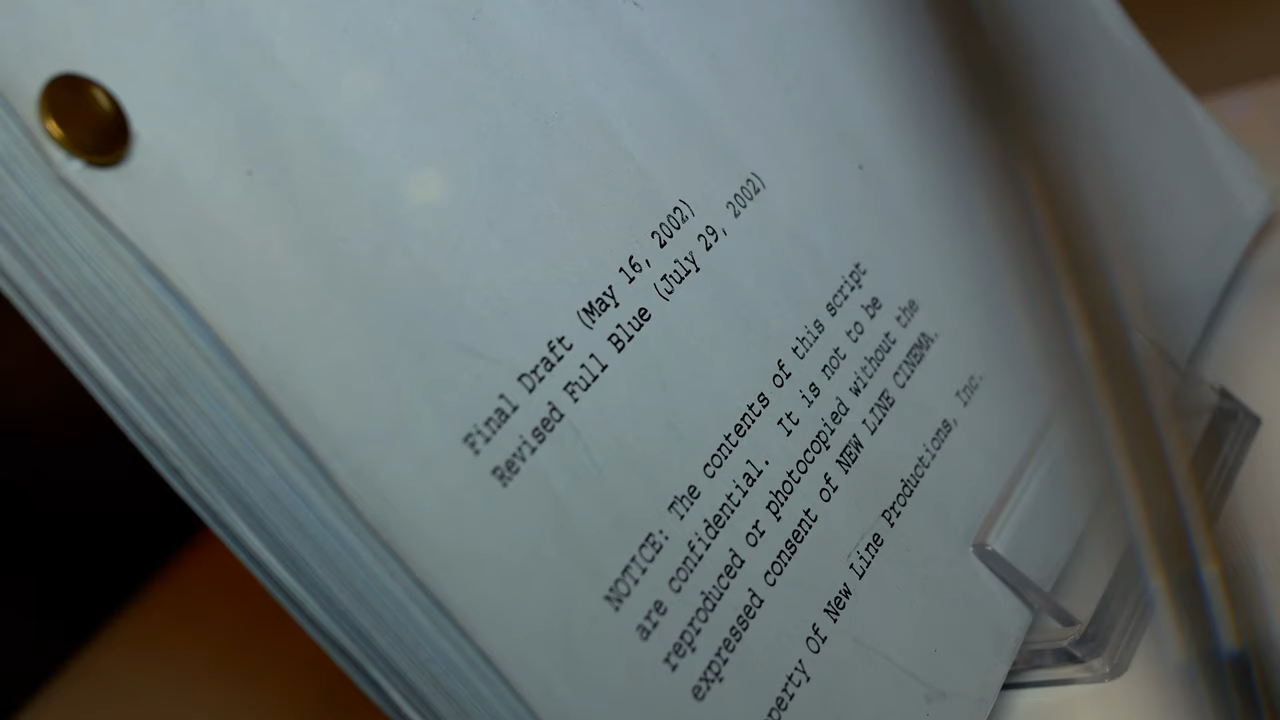 Final Draft (May 16, 2002)
Revised Full Blue (July 29, 2002)
NOTICE: The contents of this script
are confidential. It is not to be
reproduced or photocopied without the
expressed consent of NEW LINE CINEMA.
perty Of New Line Productions, Inc.